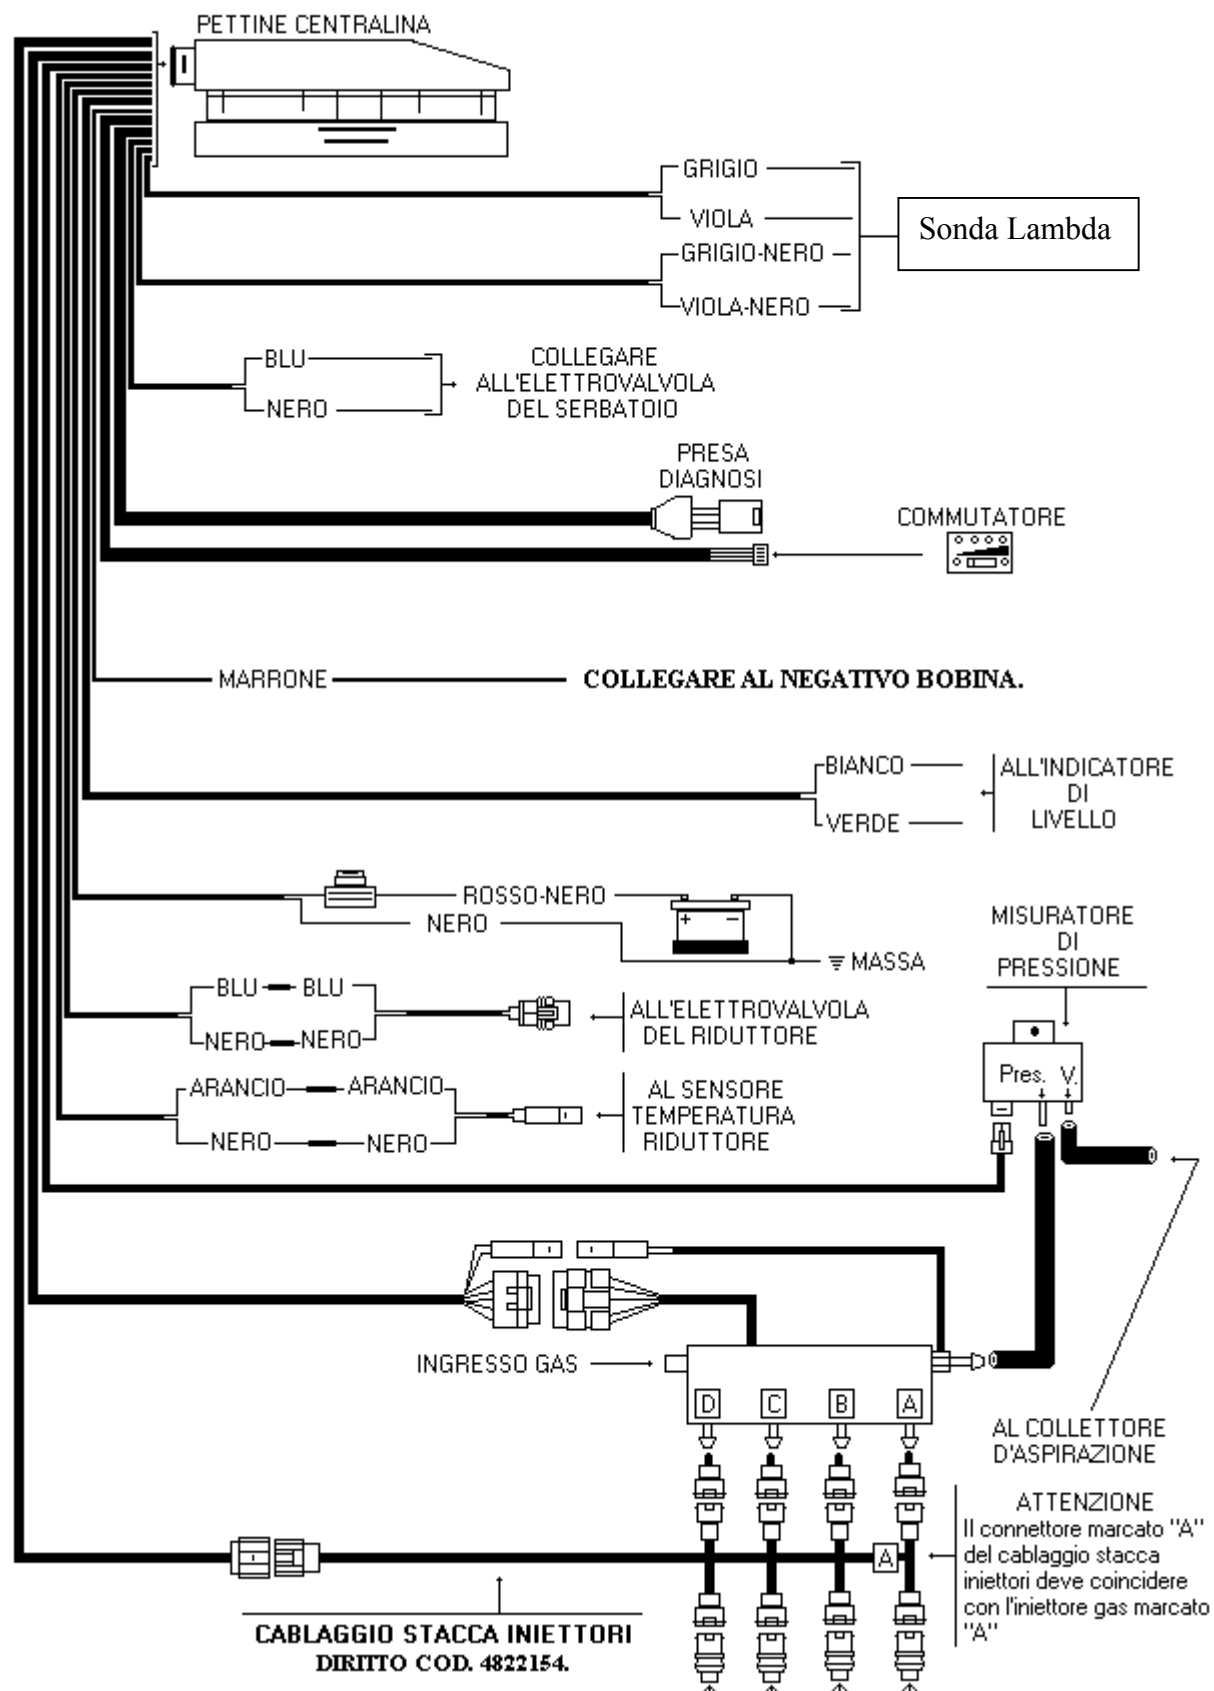 PETTINE CENTRALINA
GRIGIO
VIOLA
GRIGIO-NERO
VIOLA-NERO
Sonda Lambda
BLU
NERO
COLLEGARE
ALL'ELETTROVALVOLA
DEL SERBATOIO
PRESA
DIAGNOSI
COMMUTATORE
MARRONE
COLLEGARE AL NEGATIVO BOBINA.
BIANCO
VERDE
ALL'INDICATORE
DI
LIVELLO
ROSSO-NERO
NERO
+ −
MASSA
MISURATORE
DI
PRESSIONE
BLU BLU
NERO NERO
ALL'ELETTROVALVOLA
DEL RIDUTTORE
Pres. V.
ARANCIO ARANCIO
NERO NERO
AL SENSORE
TEMPERATURA
RIDUTTORE
INGRESSO GAS
D C B A
AL COLLETTORE
D'ASPIRAZIONE
A
ATTENZIONE
Il connettore marcato "A"
del cablaggio stacca
iniettori deve coincidere
con l'iniettore gas marcato
"A"
CABLAGGIO STACCA INIETTORI
DIRITTO COD. 4822154.